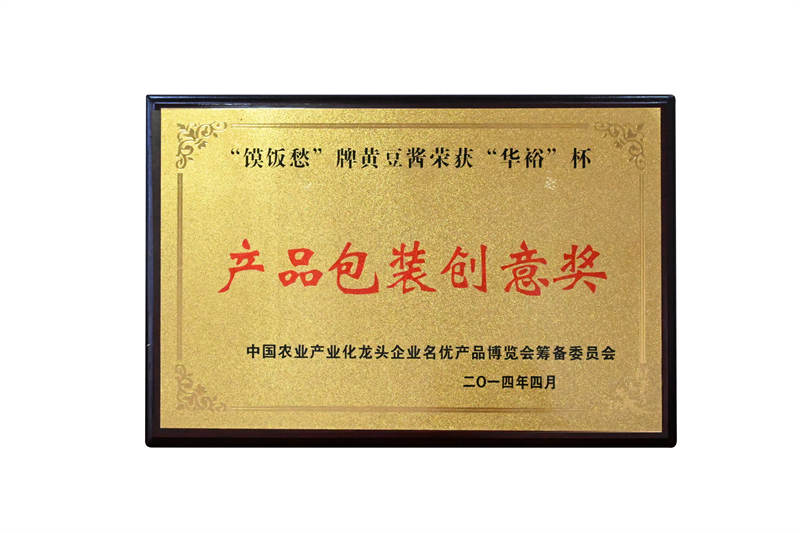 “馍饭愁”牌黄豆酱荣获“华裕”杯
产品包装创意奖
中国农业产业化龙头企业名优产品博览会筹备委员会
二〇一四年四月